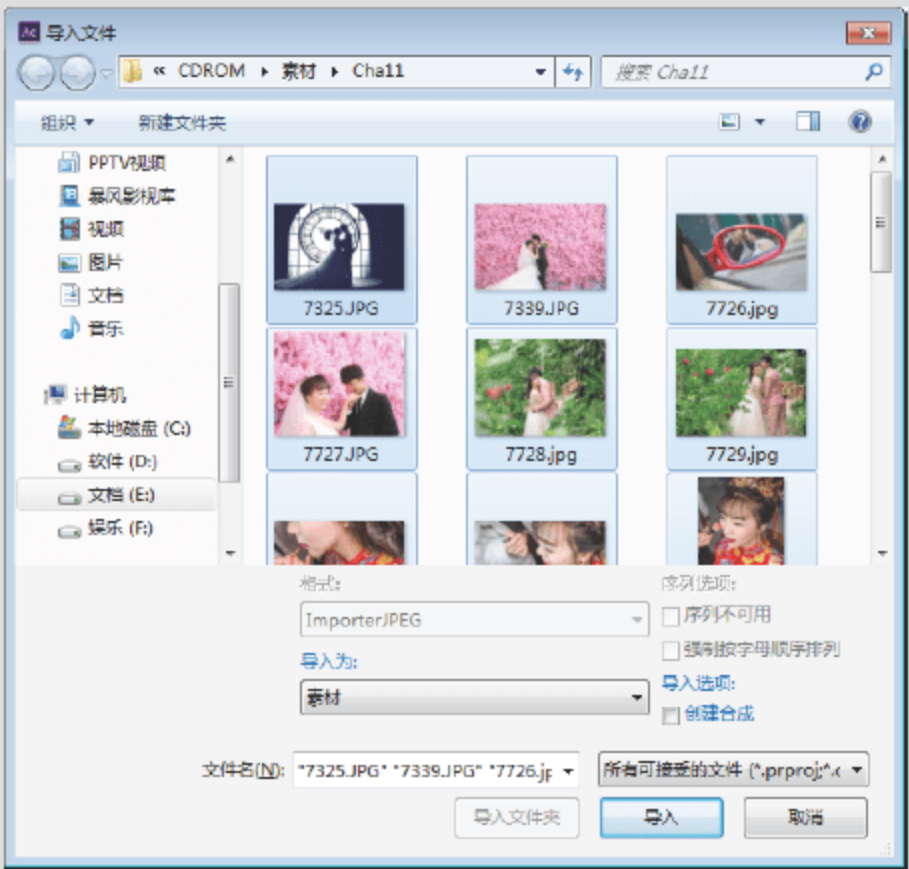 Ae 导入文件
« CDROM ▸ 素材 ▸ Cha11
搜索 Cha11
组织 ▼ 新建文件夹
PPTV视频
暴风影视库
视频
图片
文档
音乐
计算机
本地磁盘 (C:)
软件 (D:)
文档 (E:)
娱乐 (F:)
7325.JPG 7339.JPG 7726.jpg
7727.JPG 7728.jpg 7729.jpg
格式:
ImporterJPEG
导入为:
素材
序列选项:
序列不可用
强制按字母顺序排列
导入选项:
创建合成
文件名(N): "7325.JPG" "7339.JPG" "7726.jp
所有可接受的文件 (*.prproj;*.c
导入文件夹 导入 取消